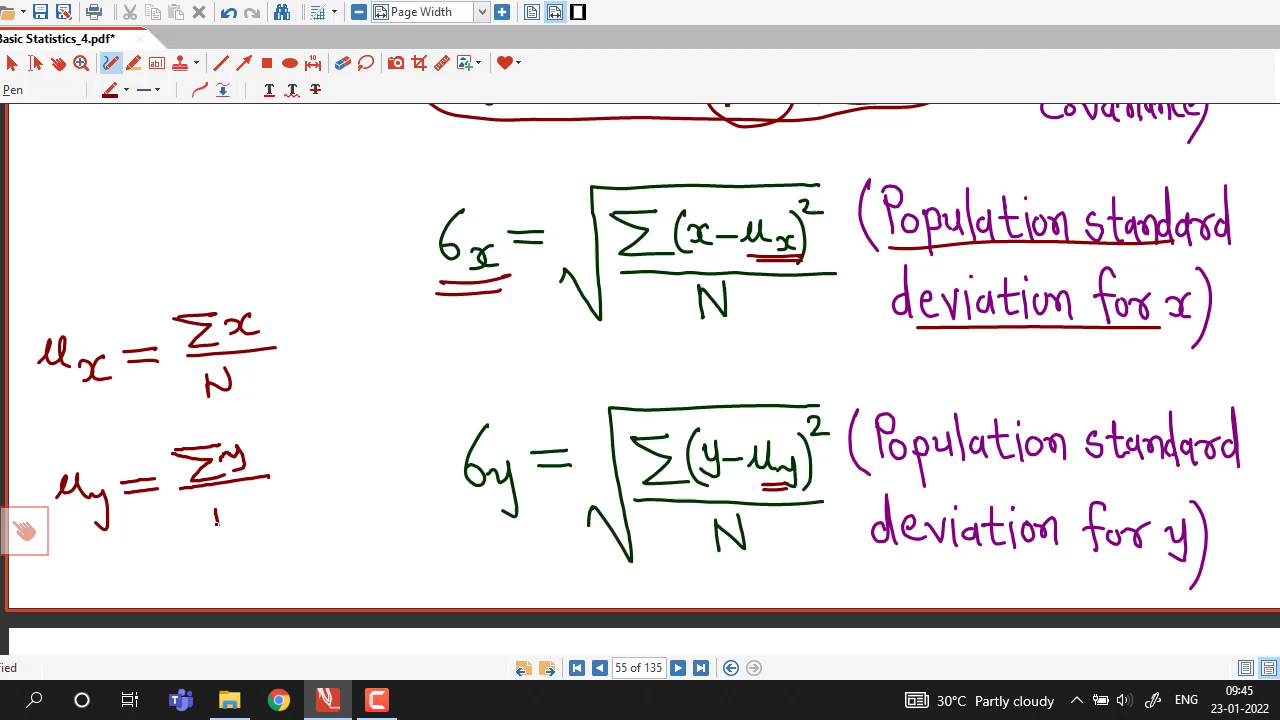 Page Width
Basic Statistics_4.pdf*
10
Pen
T T T
Covariance)
σx = √(Σ(x-μx)²/N) (Population standard
deviation for x)
μx = Σx/N
σy = √(Σ(y-μy)²/N) (Population standard
deviation for y)
μy = Σy/
55 of 135
ied
30°C Partly cloudy
ENG
09:45
23-01-2022